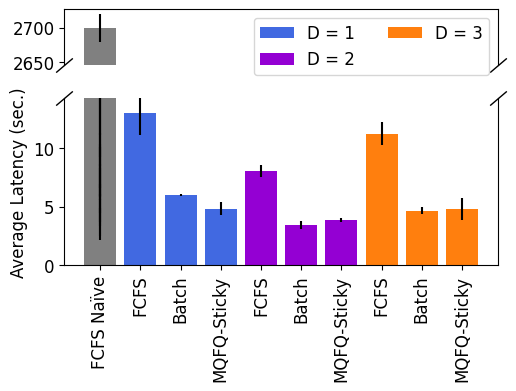 2700
2650
D = 1
D = 2
D = 3
Average Latency (sec.)
10
5
0
FCFS Naïve
FCFS
Batch
MQFQ-Sticky
FCFS
Batch
MQFQ-Sticky
FCFS
Batch
MQFQ-Sticky